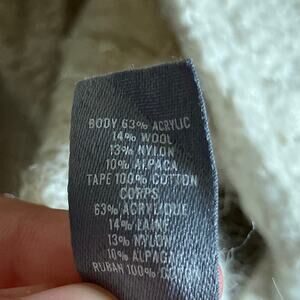 BODY 63% ACRYLIC
14% WOOL
13% NYLON
10% ALPACA
TAPE 100% COTTON
CORPS
63% ACRYLIQUE
14% LAINE
13% NYLON
10% ALPAGA
RUBAN 100% COTON